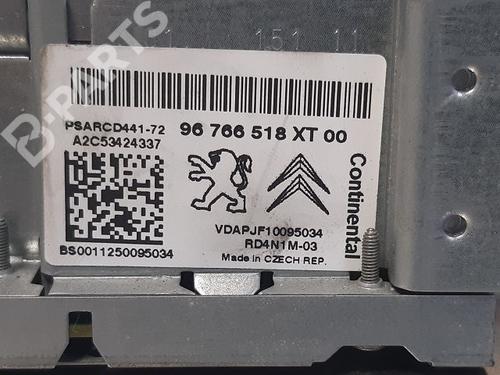 B-PARTS
151 11
PSARCD441-72
96 766 518 XT 00
A2C53424337
Continental
VDAPJF10095034
RD4N1M-03
BS0011250095034
Made in CZECH REP.